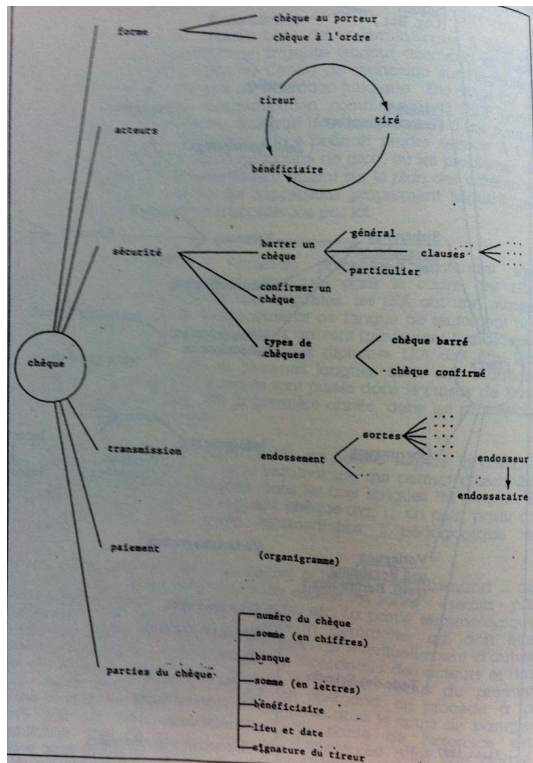 forme
chèque au porteur
chèque à l'ordre
acteurs
tireur
tiré
bénéficiaire
sécurité
barrer un
chèque
général
particulier
clauses
confirmer un
chèque
types de
chèques
chèque barré
chèque confirmé
chèque
transmission
endossement
sortes
endosseur
endossataire
paiement
(organigramme)
parties du chèque
numéro du chèque
somme (en chiffres)
banque
somme (en lettres)
bénéficiaire
lieu et date
signature du tireur